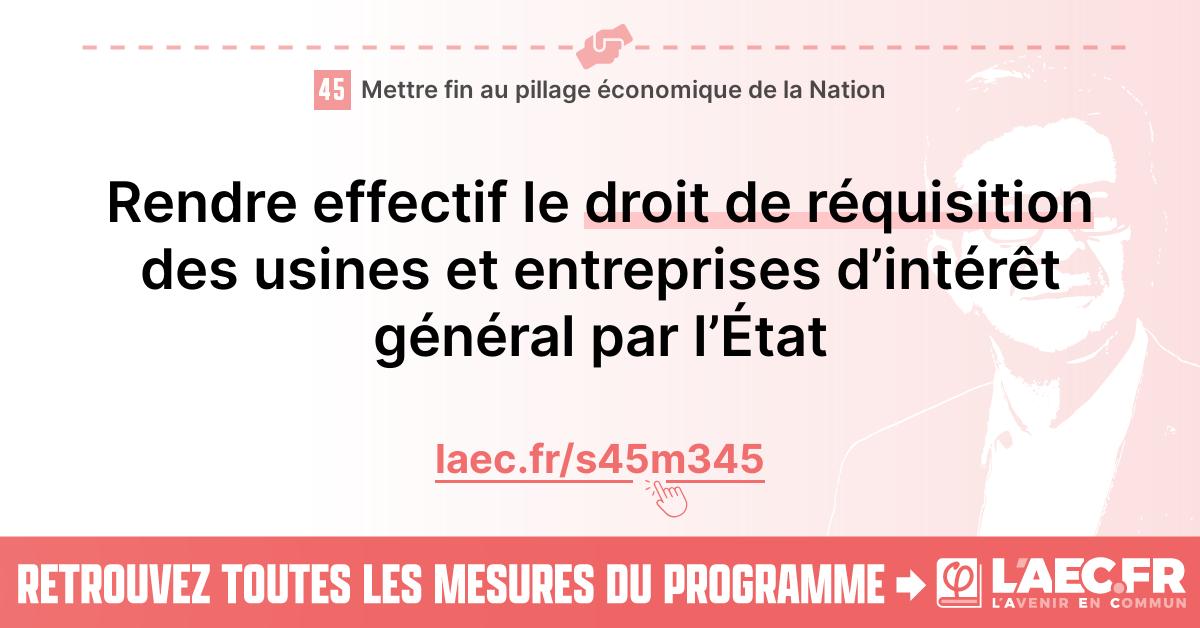 45 Mettre fin au pillage économique de la Nation
Rendre effectif le droit de réquisition
des usines et entreprises d’intérêt
général par l’État
laec.fr/s45m345
RETROUVEZ TOUTES LES MESURES DU PROGRAMME
L'AEC.FR
L'AVENIR EN COMMUN